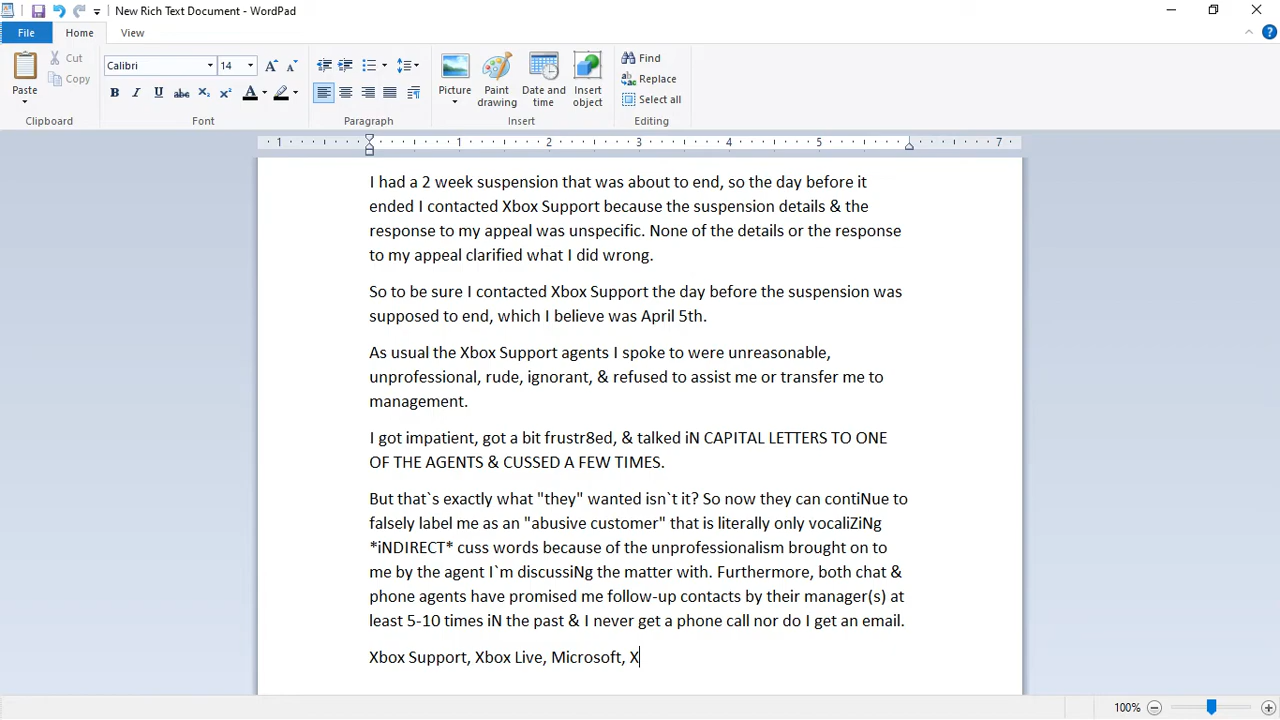 New Rich Text Document - WordPad
File Home View
Cut
Copy
Paste
Clipboard
Calibri 14
B I U abc X₂ X² A
Font
Paragraph
Picture
Paint drawing
Date and time
Insert object
Insert
Find
Replace
Select all
Editing
1 1 2 3 4 5 7
I had a 2 week suspension that was about to end, so the day before it
ended I contacted Xbox Support because the suspension details & the
response to my appeal was unspecific. None of the details or the response
to my appeal clarified what I did wrong.
So to be sure I contacted Xbox Support the day before the suspension was
supposed to end, which I believe was April 5th.
As usual the Xbox Support agents I spoke to were unreasonable,
unprofessional, rude, ignorant, & refused to assist me or transfer me to
management.
I got impatient, got a bit frustr8ed, & talked iN CAPITAL LETTERS TO ONE
OF THE AGENTS & CUSSED A FEW TIMES.
But that`s exactly what "they" wanted isn`t it? So now they can contiNue to
falsely label me as an "abusive customer" that is literally only vocaliZiNg
*iNDIRECT* cuss words because of the unprofessionalism brought on to
me by the agent I`m discussiNg the matter with. Furthermore, both chat &
phone agents have promised me follow-up contacts by their manager(s) at
least 5-10 times iN the past & I never get a phone call nor do I get an email.
Xbox Support, Xbox Live, Microsoft, X
100%